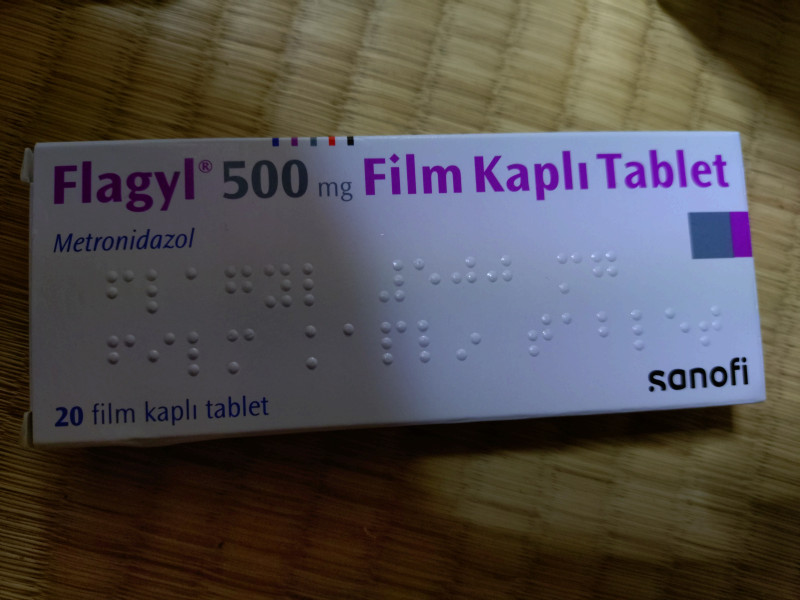 Flagyl® 500 mg Film Kaplı Tablet
Metronidazol
20 film kaplı tablet
sanofi